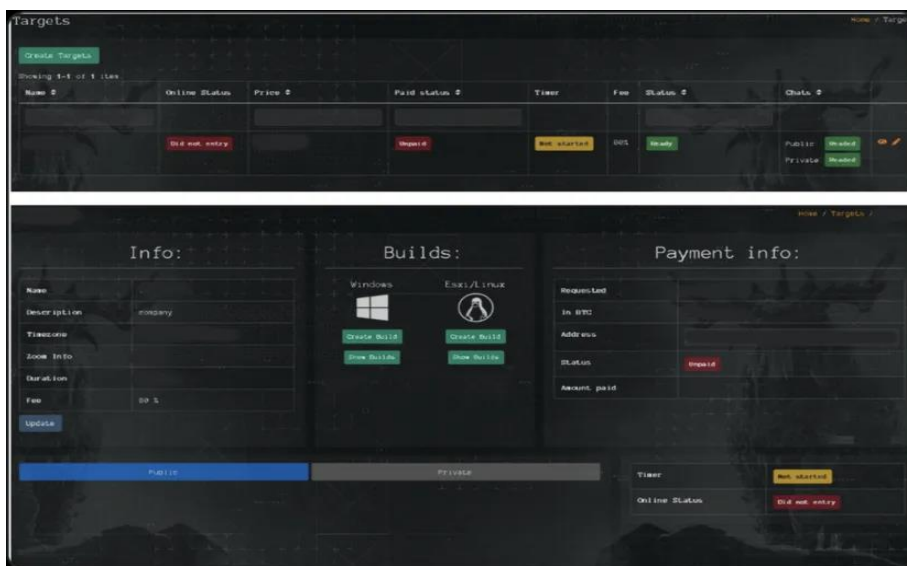 Targets
Home / Targe
Create Targets
Showing 1-1 of 1 item.
Name Online Status Price Paid status Timer Fee Status Chats
Did not entry Unpaid Not started 80% Ready Public Readed
Private Readed
Home / Targets /
Info: Builds: Payment info:
Windows Esxi/Linux
Name
Description company
Timezone
Zoom Info
Duration
Fee 80 %
Update
Create Build Create Build
Show Builds Show Builds
Requested
In BTC
Address
Status Unpaid
Amount paid
Public Private
Timer Not started
Online Status Did not entry